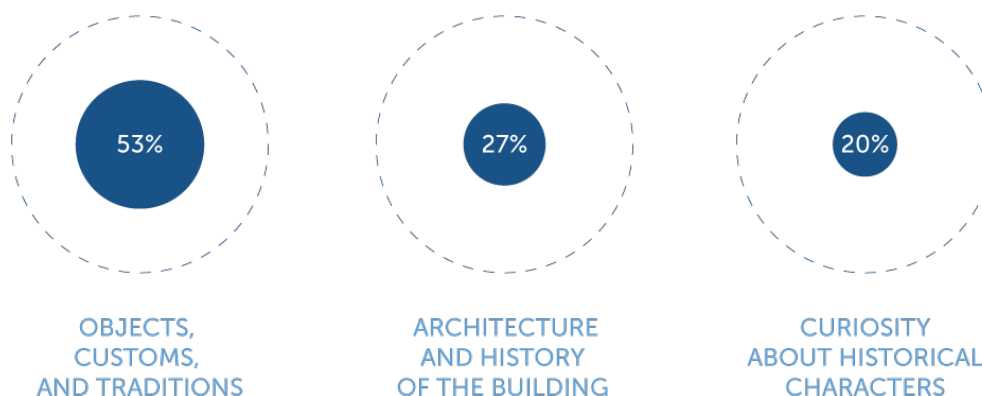 53%
27%
20%
OBJECTS,
CUSTOMS,
AND TRADITIONS
ARCHITECTURE
AND HISTORY
OF THE BUILDING
CURIOSITY
ABOUT HISTORICAL
CHARACTERS